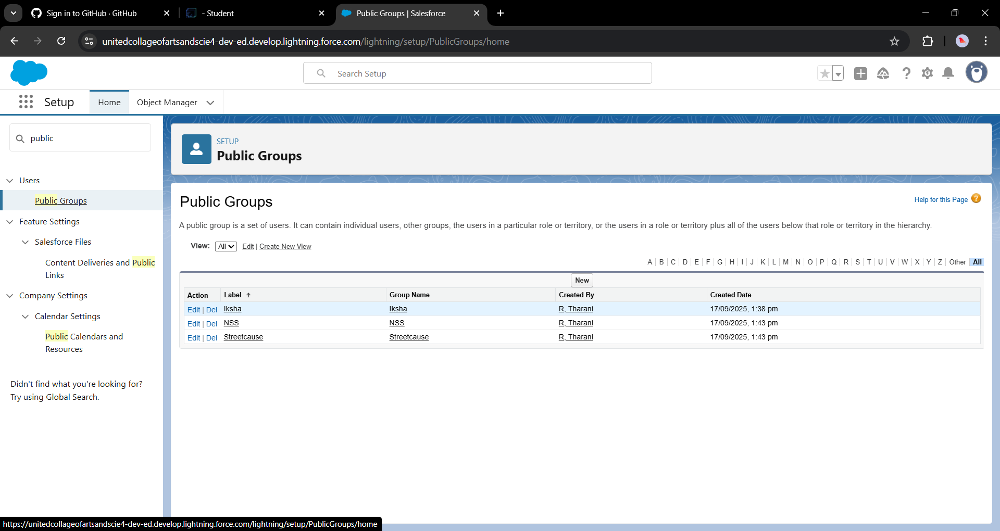 Sign in to GitHub · GitHub
- Student
Public Groups | Salesforce
unitedcollageofartsandscie4-dev-ed.develop.lightning.force.com/lightning/setup/PublicGroups/home
Search Setup
Setup
Home
Object Manager
public
Users
Public Groups
Feature Settings
Salesforce Files
Content Deliveries and Public
Links
Company Settings
Calendar Settings
Public Calendars and
Resources
Didn't find what you're looking for?
Try using Global Search.
SETUP
Public Groups
Public Groups
Help for this Page ?
A public group is a set of users. It can contain individual users, other groups, the users in a particular role or territory, or the users in a role or territory plus all of the users below that role or territory in the hierarchy.
View: All Edit | Create New View
A | B | C | D | E | F | G | H | I | J | K | L | M | N | O | P | Q | R | S | T | U | V | W | X | Y | Z | Other | All
New
Action Label Group Name Created By Created Date
Edit | Del Iksha Iksha R, Tharani 17/09/2025, 1:38 pm
Edit | Del NSS NSS R, Tharani 17/09/2025, 1:43 pm
Edit | Del Streetcause Streetcause R, Tharani 17/09/2025, 1:43 pm
https://unitedcollageofartsandscie4-dev-ed.develop.lightning.force.com/lightning/setup/PublicGroups/home